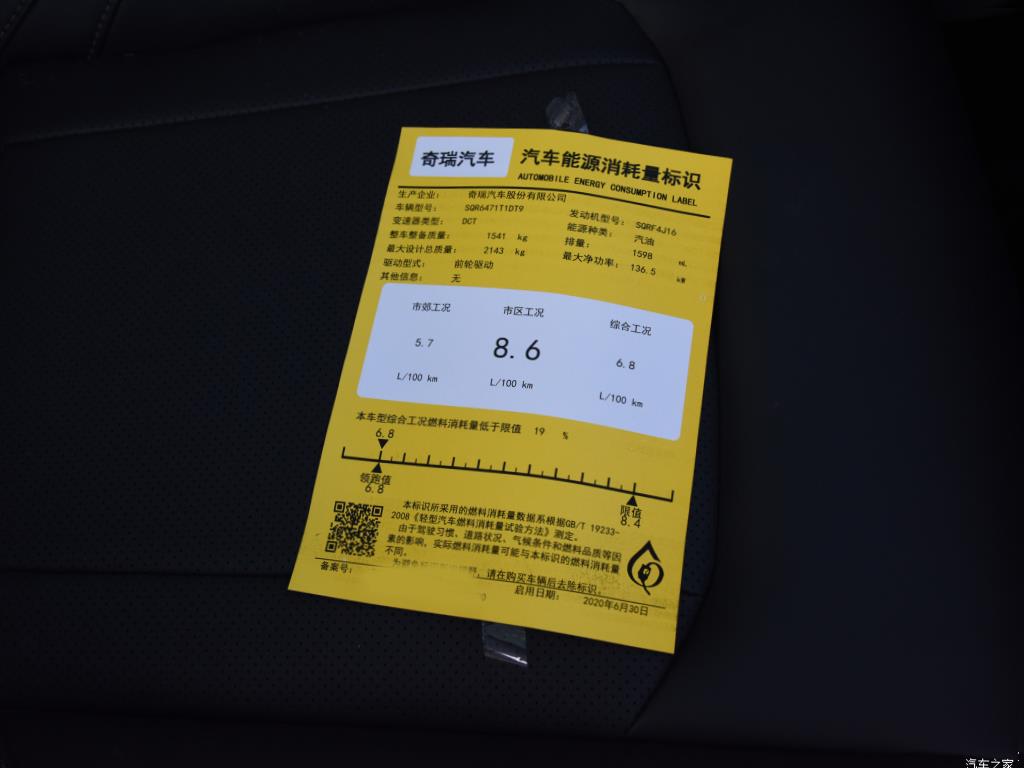 奇瑞汽车
汽车能源消耗量标识
AUTOMOBILE ENERGY CONSUMPTION LABEL
生产企业： 奇瑞汽车股份有限公司
车辆型号： SQR6471T1DT9 发动机型号： SQRF4J16
变速器类型： DCT 能源种类： 汽油
整车整备质量： 1541 kg 排量： 1598 mL
最大设计总质量： 2143 kg 最大净功率： 136.5 kW
驱动型式： 前轮驱动
其他信息： 无
市郊工况 市区工况 综合工况
5.7 8.6 6.8
L/100 km L/100 km L/100 km
本车型综合工况燃料消耗量低于限值 19 %
6.8
领跑值
6.8
限值
8.4
本标识所采用的燃料消耗量数据系根据GB/T 19233-
2008《轻型汽车燃料消耗量试验方法》测定。
由于驾驶习惯、道路状况、气候条件和燃料品质等因
素的影响，实际燃料消耗量可能与本标识的燃料消耗量
不同。
，请在购买车辆后去除标识。
备案号：
启用日期： 2020年6月30日
汽车之家